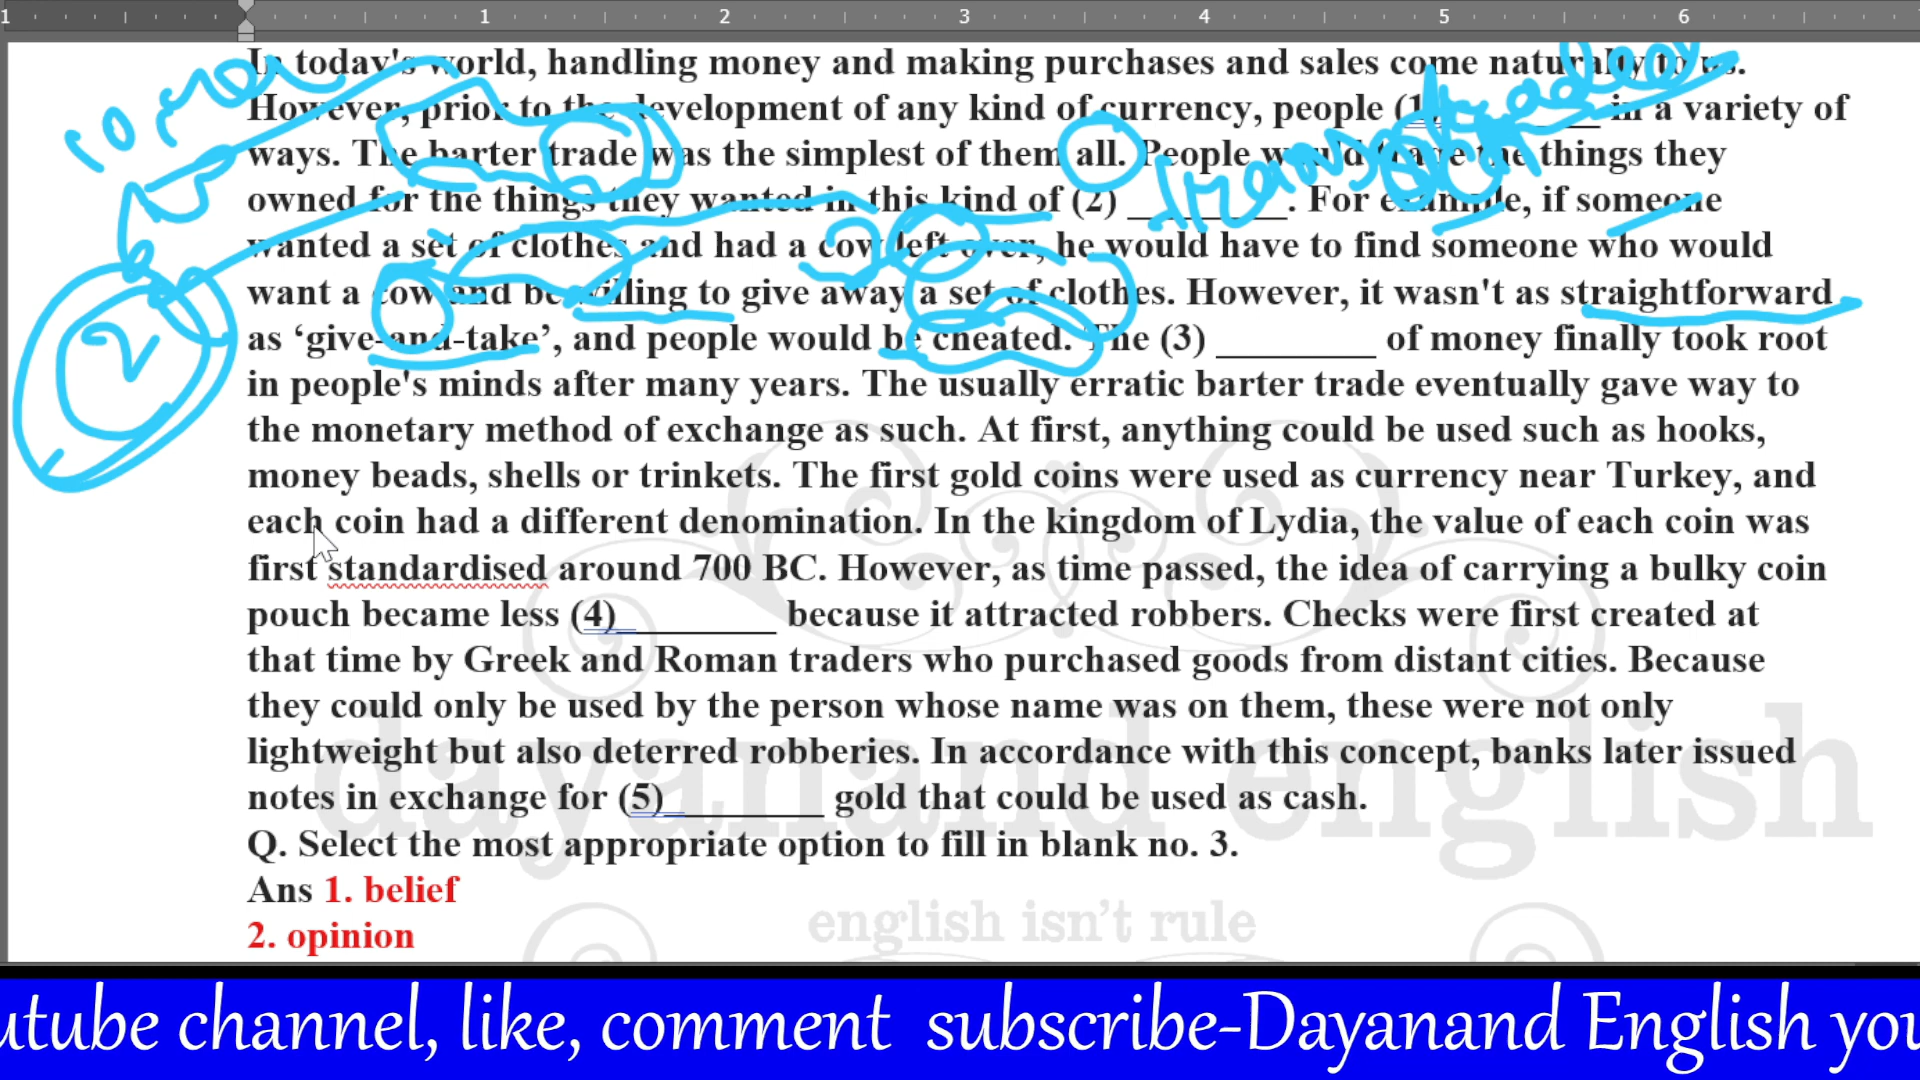 1 1 2 3 4 5 6
In today's world, handling money and making purchases and sales come naturally to us.
However, prior to the development of any kind of currency, people (1) ________ in a variety of
ways. The barter trade was the simplest of them all. People would trade the things they
owned for the things they wanted in this kind of (2) ________. For example, if someone
wanted a set of clothes and had a cow left over, he would have to find someone who would
want a cow and be willing to give away a set of clothes. However, it wasn't as straightforward
as ‘give-and-take’, and people would be cheated. The (3) ________ of money finally took root
in people's minds after many years. The usually erratic barter trade eventually gave way to
the monetary method of exchange as such. At first, anything could be used such as hooks,
money beads, shells or trinkets. The first gold coins were used as currency near Turkey, and
each coin had a different denomination. In the kingdom of Lydia, the value of each coin was
first standardised around 700 BC. However, as time passed, the idea of carrying a bulky coin
pouch became less (4)________ because it attracted robbers. Checks were first created at
that time by Greek and Roman traders who purchased goods from distant cities. Because
they could only be used by the person whose name was on them, these were not only
lightweight but also deterred robberies. In accordance with this concept, banks later issued
notes in exchange for (5)________ gold that could be used as cash.
Q. Select the most appropriate option to fill in blank no. 3.
Ans 1. belief
2. opinion
dayanand english
english isn't rule
utube channel, like, comment subscribe-Dayanand English you